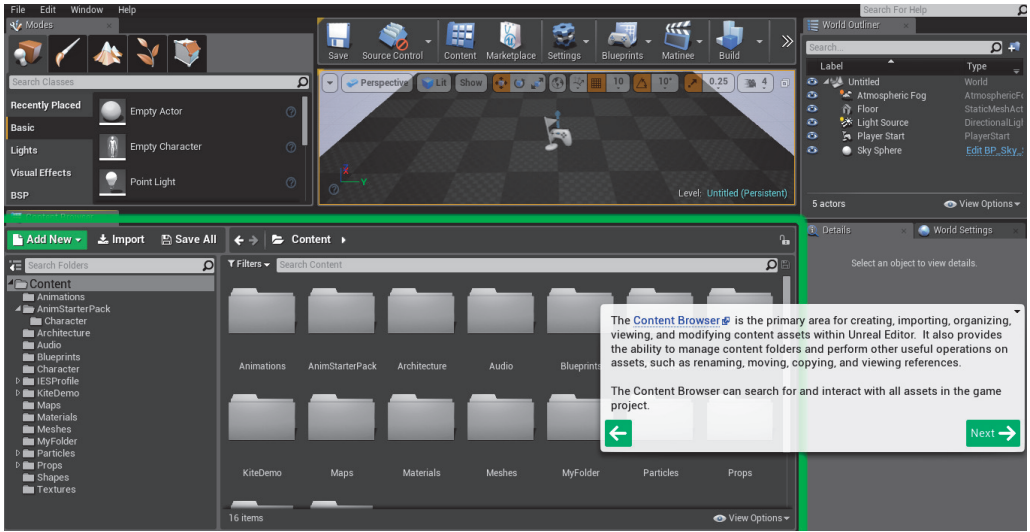 File Edit Window Help
Search For Help
Modes
Search Classes
Recently Placed
Basic
Lights
Visual Effects
BSP
Empty Actor
Empty Character
Point Light
Save Source Control Content Marketplace Settings Blueprints Matinee Build
Perspective Lit Show 10 10° 0.25 4
X
Y
Level: Untitled (Persistent)
World Outliner
Search...
Label Type
Untitled World
Atmospheric Fog AtmosphericFo
Floor StaticMeshAct
Light Source DirectionalLigh
Player Start PlayerStart
Sky Sphere Edit BP_Sky_S
5 actors View Options
Content Browser
Add New Import Save All Content
Search Folders
Content
Animations
AnimStarterPack
Character
Architecture
Audio
Blueprints
Character
IESProfile
KiteDemo
Maps
Materials
Meshes
MyFolder
Particles
Props
Shapes
Textures
Filters Search Content
Animations AnimStarterPack Architecture Audio Blueprints
KiteDemo Maps Materials Meshes MyFolder Particles Props
16 items View Options
Details World Settings
Select an object to view details.
The Content Browser is the primary area for creating, importing, organizing,
viewing, and modifying content assets within Unreal Editor. It also provides
the ability to manage content folders and perform other useful operations on
assets, such as renaming, moving, copying, and viewing references.
The Content Browser can search for and interact with all assets in the game
project.
Next